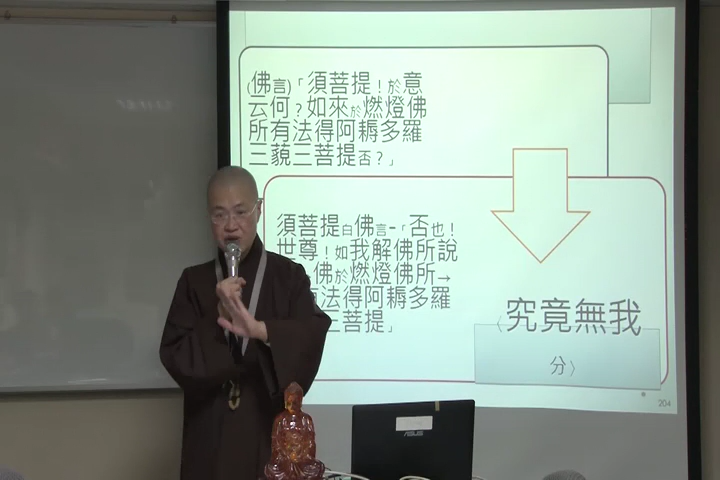 (佛言)「須菩提！於意
云何？如來於燃燈佛
所有法得阿耨多羅
三藐三菩提否？」
須菩提白佛言-「否也！
世尊！如我解佛所說
佛於燃燈佛所→
法得阿耨多羅
三菩提」
〈究竟無我
分〉
204
ASUS